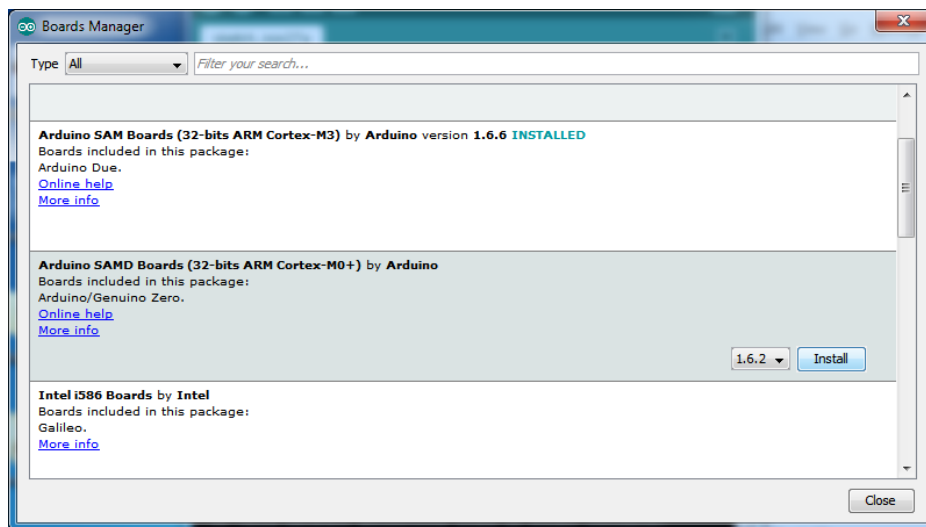 Boards Manager
Type All Filter your search...
Arduino SAM Boards (32-bits ARM Cortex-M3) by Arduino version 1.6.6 INSTALLED
Boards included in this package:
Arduino Due.
Online help
More info
Arduino SAMD Boards (32-bits ARM Cortex-M0+) by Arduino
Boards included in this package:
Arduino/Genuino Zero.
Online help
More info
1.6.2 Install
Intel i586 Boards by Intel
Boards included in this package:
Galileo.
More info
Close